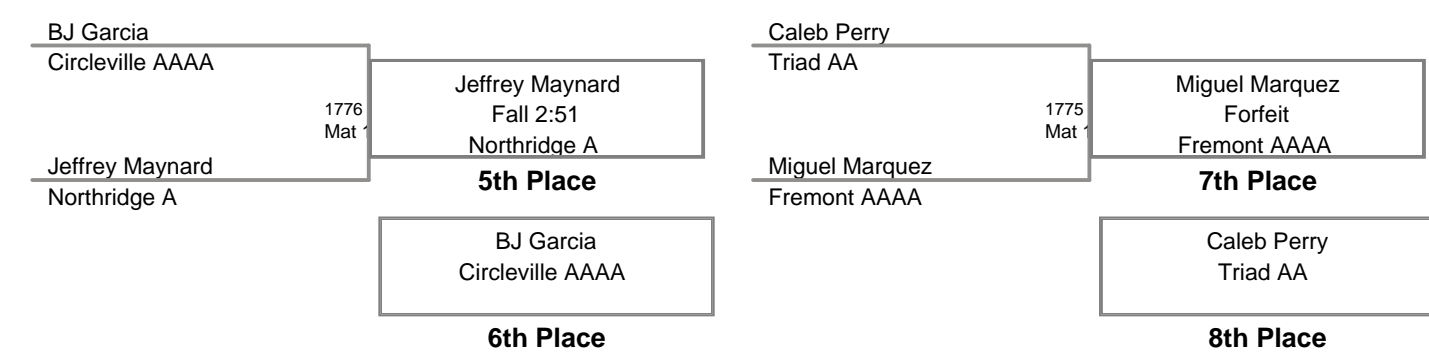 BJ Garcia
Circleville AAAA
1776
Mat 1
Jeffrey Maynard
Northridge A
Jeffrey Maynard
Fall 2:51
Northridge A
5th Place
BJ Garcia
Circleville AAAA
6th Place
Caleb Perry
Triad AA
1775
Mat 1
Miguel Marquez
Fremont AAAA
Miguel Marquez
Forfeit
Fremont AAAA
7th Place
Caleb Perry
Triad AA
8th Place